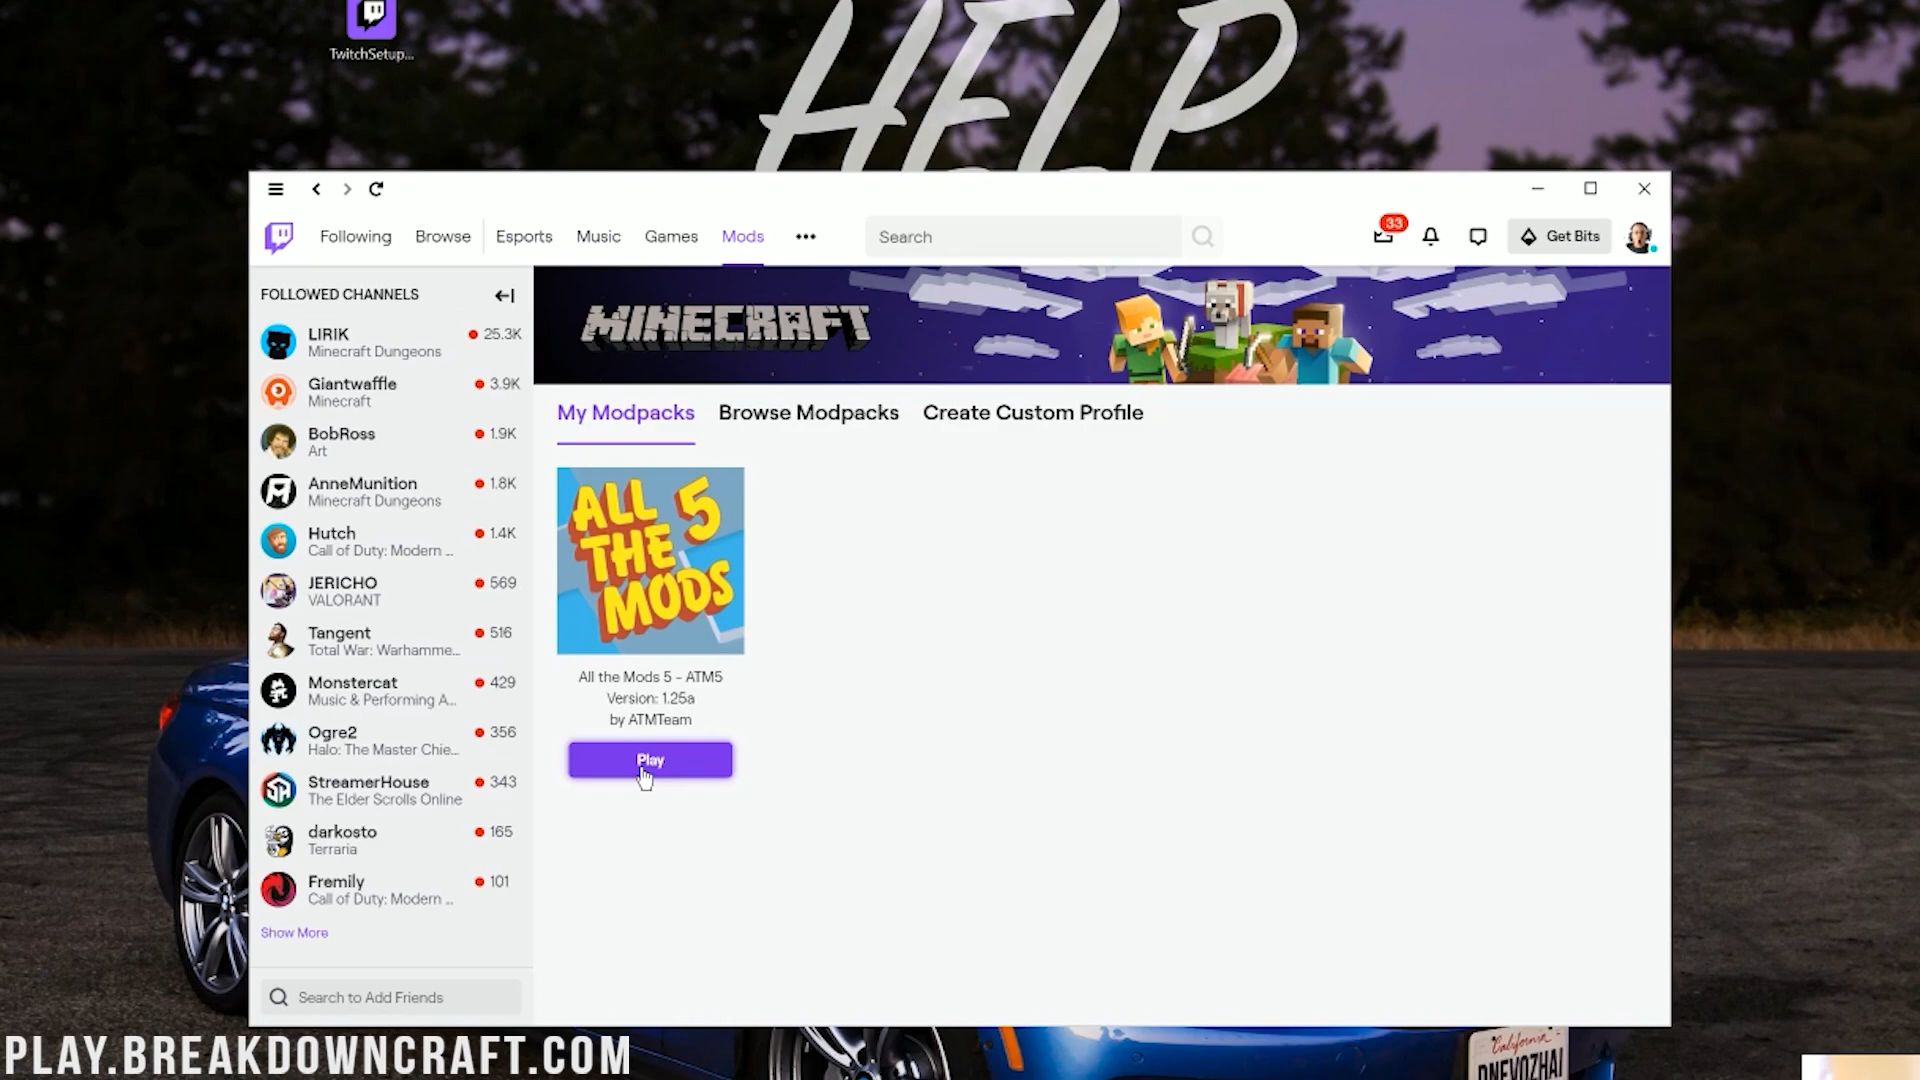 TwitchSetup...
HELP
Following
Browse
Esports
Music
Games
Mods
Search
33
Get Bits
FOLLOWED CHANNELS
LIRIK
25.3K
Minecraft Dungeons
Giantwaffle
3.9K
Minecraft
BobRoss
1.9K
Art
AnneMunition
1.8K
Minecraft Dungeons
Hutch
1.4K
Call of Duty: Modern ...
JERICHO
569
VALORANT
Tangent
516
Total War: Warhamme...
Monstercat
429
Music & Performing A...
Ogre2
356
Halo: The Master Chie...
StreamerHouse
343
The Elder Scrolls Online
darkosto
165
Terraria
Fremily
101
Call of Duty: Modern ...
Show More
Search to Add Friends
MINECRAFT
My Modpacks
Browse Modpacks
Create Custom Profile
ALL 5
THE
MODS
All the Mods 5 - ATM5
Version: 1.25a
by ATMTeam
Play
PLAY.BREAKDOWNCRAFT.COM
California
DNEVOZHAI